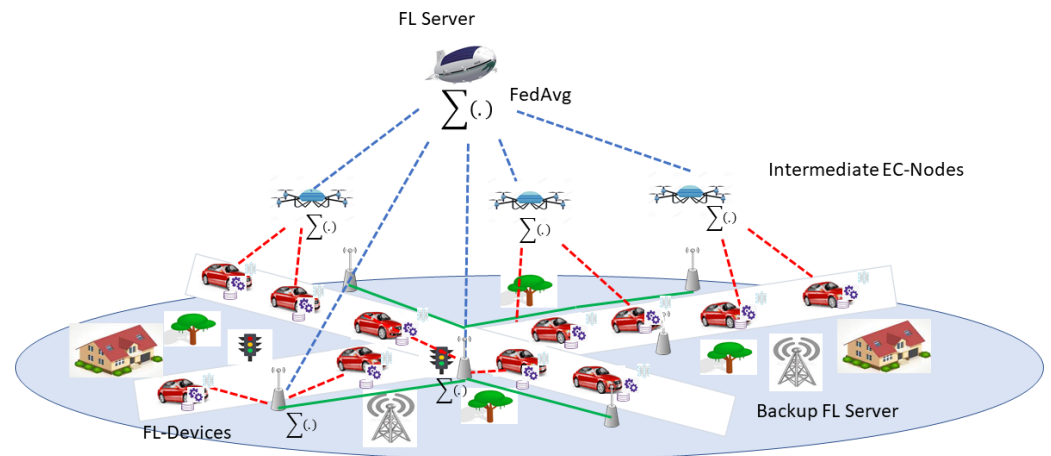 FL Server
FedAvg
∑(.)
Intermediate EC-Nodes
∑(.)
∑(.)
∑(.)
∑(.)
∑(.)
Backup FL Server
FL-Devices